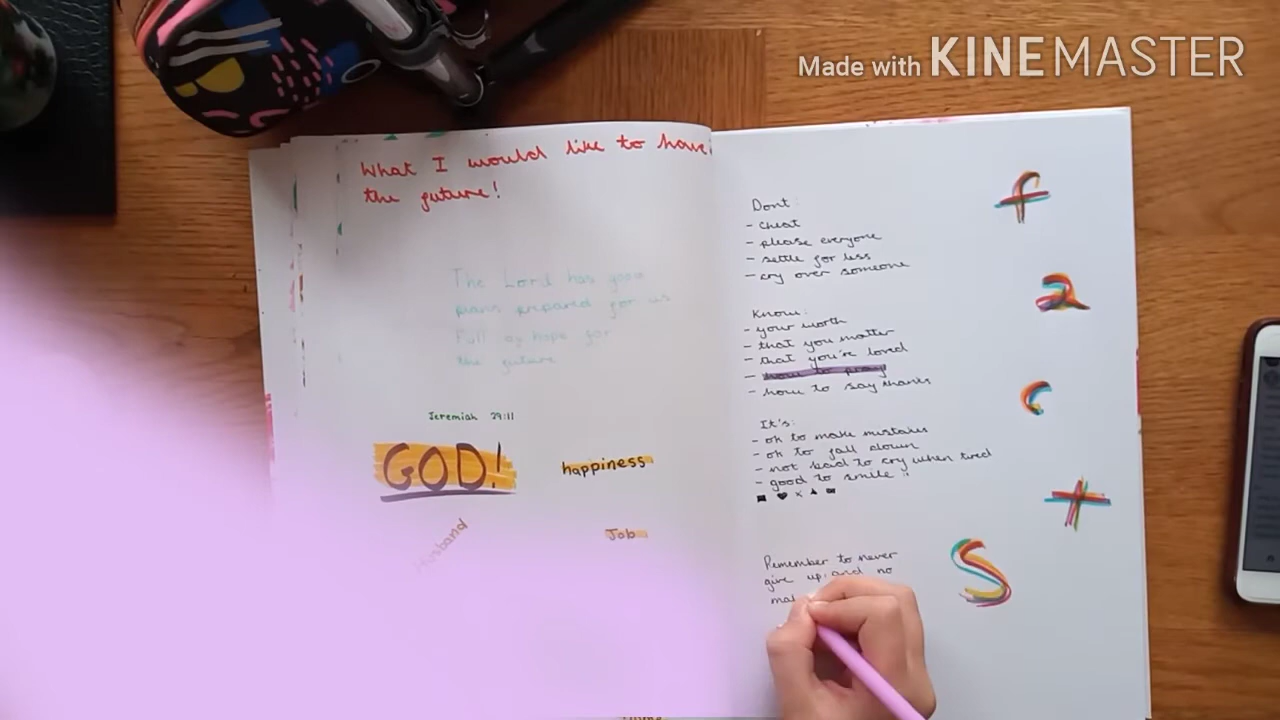 Made with KINEMASTER
What I would like to have
the future!
The Lord has good
plans prepared for us
Full of hope for
the future
Jeremiah 29:11
GOD!
happiness
Husband
Job
Dont:
- cheat
- please everyone
- settle for less
- cry over someone
Know:
- your worth
- that you matter
- that you're loved
- how to pray
- how to say thanks
It's:
- ok to make mistakes
- ok to fall down
- not bad to cry when tired
- good to smile :)
Remember to never
give up, and no
mat
f
a
c
t
S